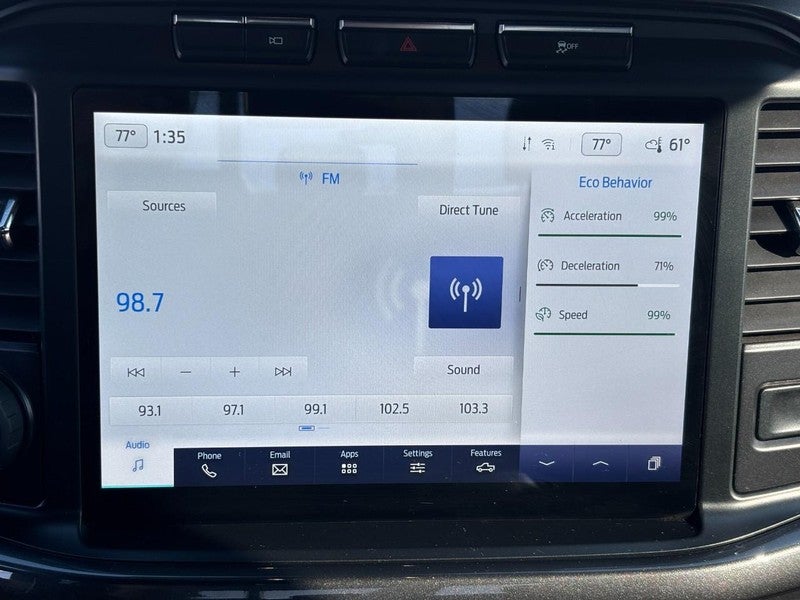 OFF
77° 1:35 77° 61°
FM
Eco Behavior
Sources
Direct Tune
Acceleration 99%
Deceleration 71%
98.7
Speed 99%
Sound
93.1 97.1 99.1 102.5 103.3
Audio Phone Email Apps Settings Features